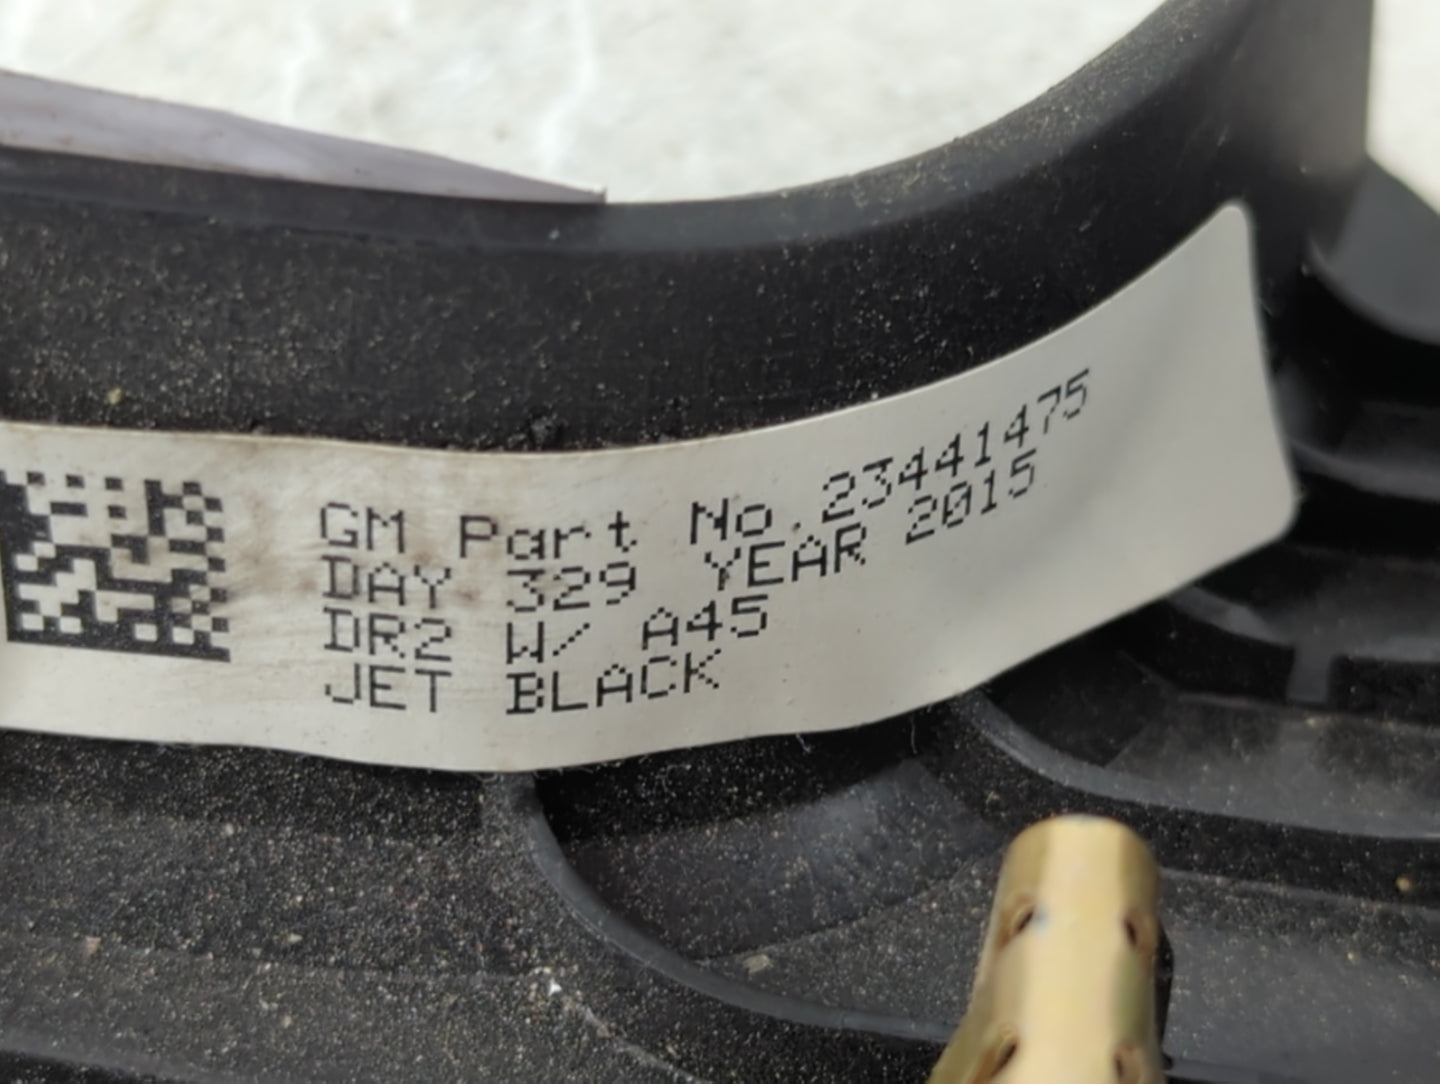 GM Part No.23441475
DAY 329 YEAR 2015
DR2 W/ A45
JET BLACK